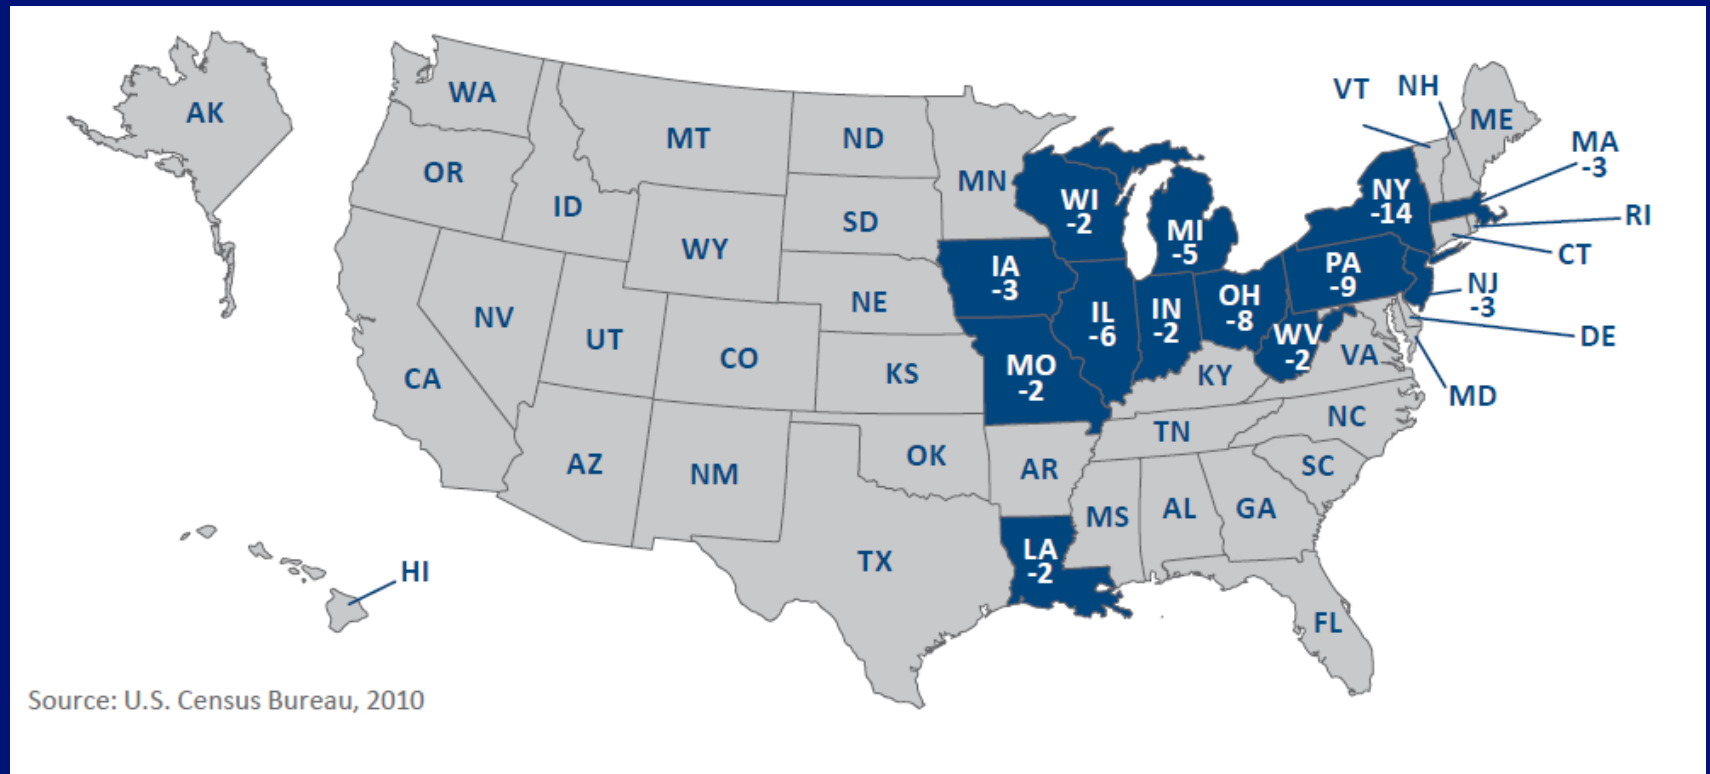 AK
WA
MT
ND
MN
VT
NH
ME
MA
-3
OR
ID
WY
SD
WI
-2
MI
-5
NY
-14
RI
CT
IA
-3
PA
-9
NJ
-3
NV
UT
CO
NE
IL
-6
IN
-2
OH
-8
WV
-2
VA
DE
MD
CA
KS
MO
-2
KY
NC
TN
AZ
NM
OK
AR
SC
MS
AL
GA
TX
LA
-2
HI
FL
Source: U.S. Census Bureau, 2010